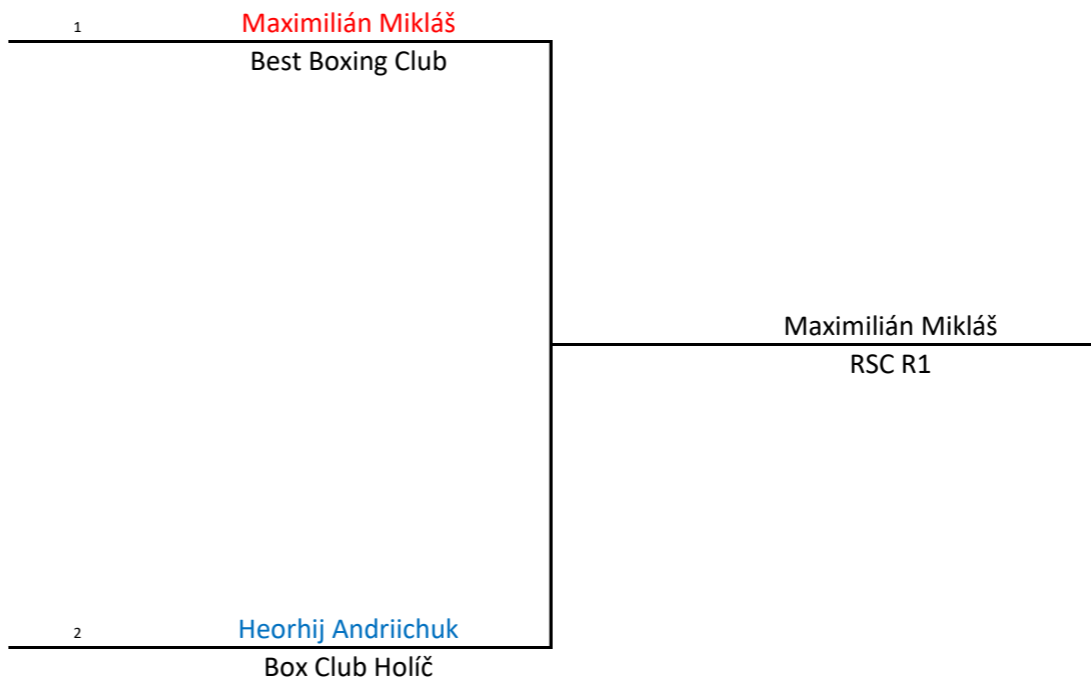 1 Maximilián Mikláš
Best Boxing Club
Maximilián Mikláš
RSC R1
2 Heorhij Andriichuk
Box Club Holíč